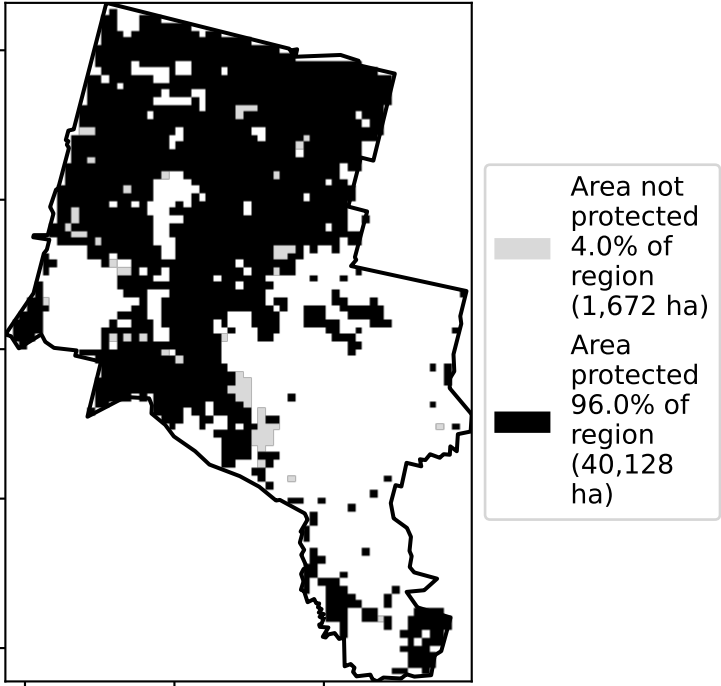 Area not
protected
4.0% of
region
(1,672 ha)
Area
protected
96.0% of
region
(40,128
ha)